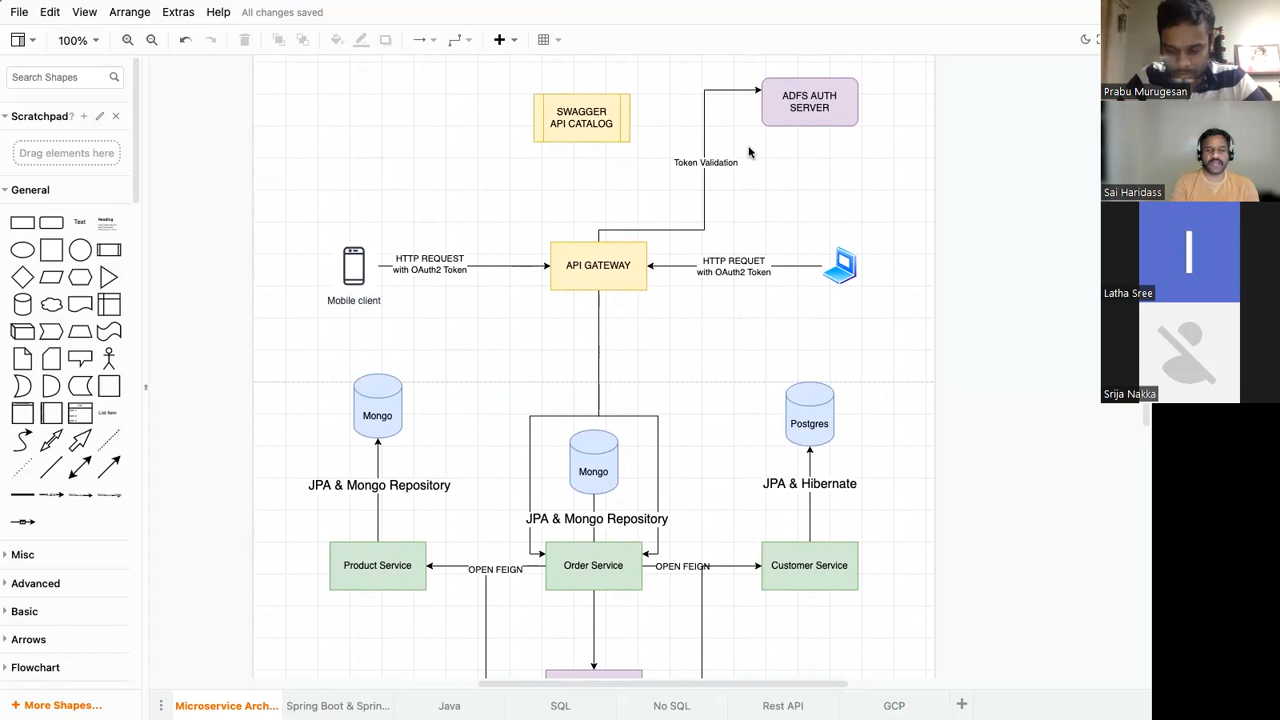 File Edit View Arrange Extras Help All changes saved
100%
Search Shapes
Scratchpad
Drag elements here
General
Text
Heading
List Item
Misc
Advanced
Basic
Arrows
Flowchart
More Shapes...
SWAGGER
API CATALOG
ADFS AUTH
SERVER
Token Validation
HTTP REQUEST
with OAuth2 Token
API GATEWAY
HTTP REQUET
with OAuth2 Token
Mobile client
Mongo
Mongo
Postgres
JPA & Mongo Repository
JPA & Mongo Repository
JPA & Hibernate
Product Service
OPEN FEIGN
Order Service
OPEN FEIGN
Customer Service
Microservice Arch...
Spring Boot & Sprin...
Java
SQL
No SQL
Rest API
GCP
Prabu Murugesan
Sai Haridass
I
Latha Sree
Srija Nakka